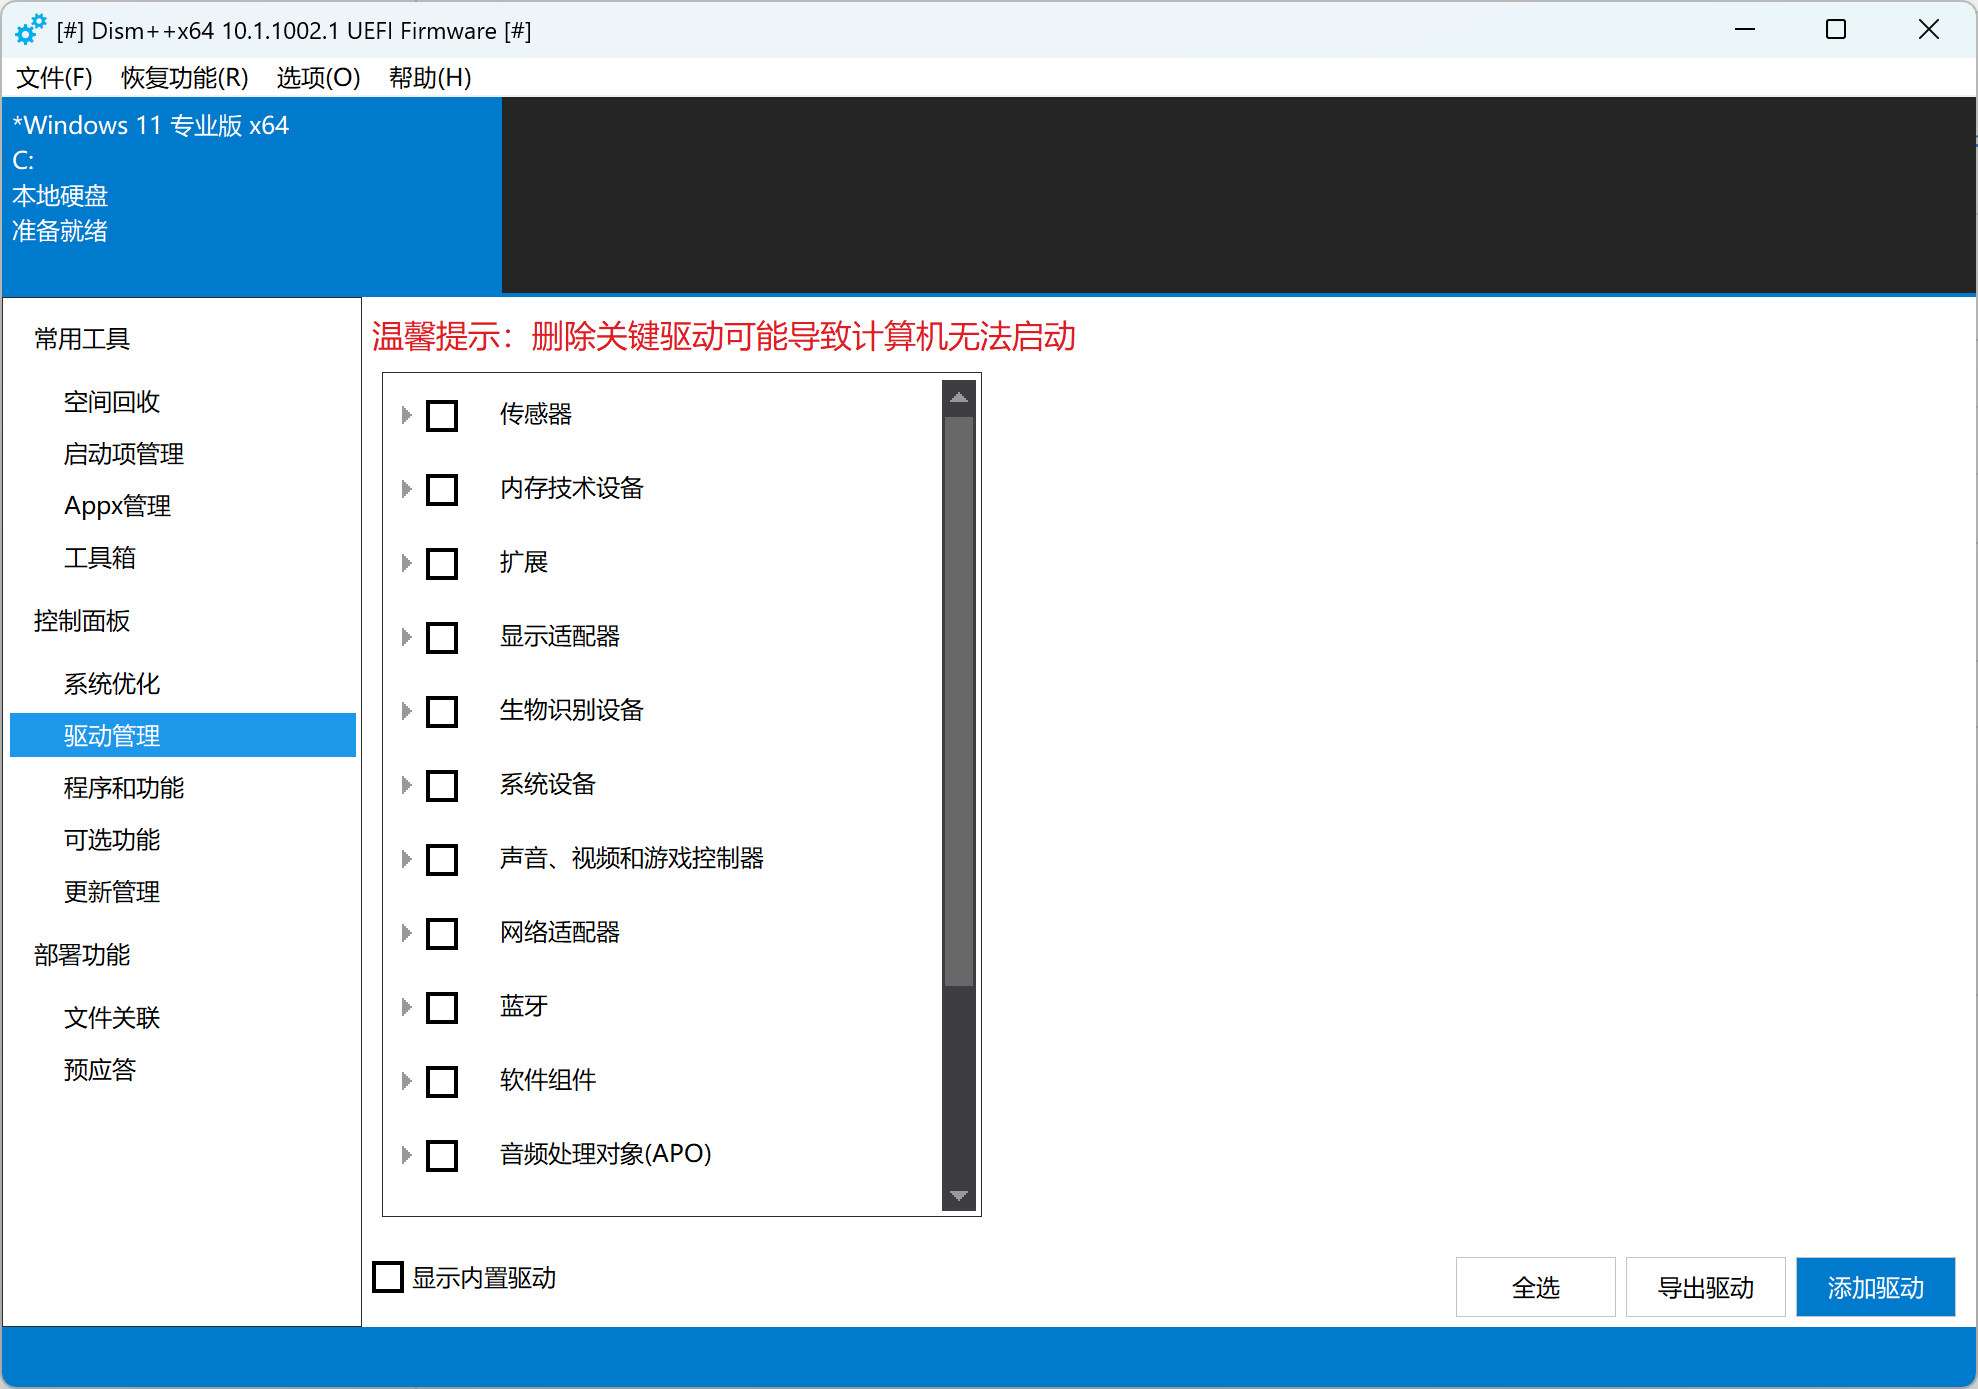 [#] Dism++x64 10.1.1002.1 UEFI Firmware [#]
文件(F) 恢复功能(R) 选项(O) 帮助(H)
*Windows 11 专业版 x64
C:
本地硬盘
准备就绪
常用工具
空间回收
启动项管理
Appx管理
工具箱
控制面板
系统优化
驱动管理
程序和功能
可选功能
更新管理
部署功能
文件关联
预应答
温馨提示：删除关键驱动可能导致计算机无法启动
传感器
内存技术设备
扩展
显示适配器
生物识别设备
系统设备
声音、视频和游戏控制器
网络适配器
蓝牙
软件组件
音频处理对象(APO)
显示内置驱动
全选 导出驱动 添加驱动